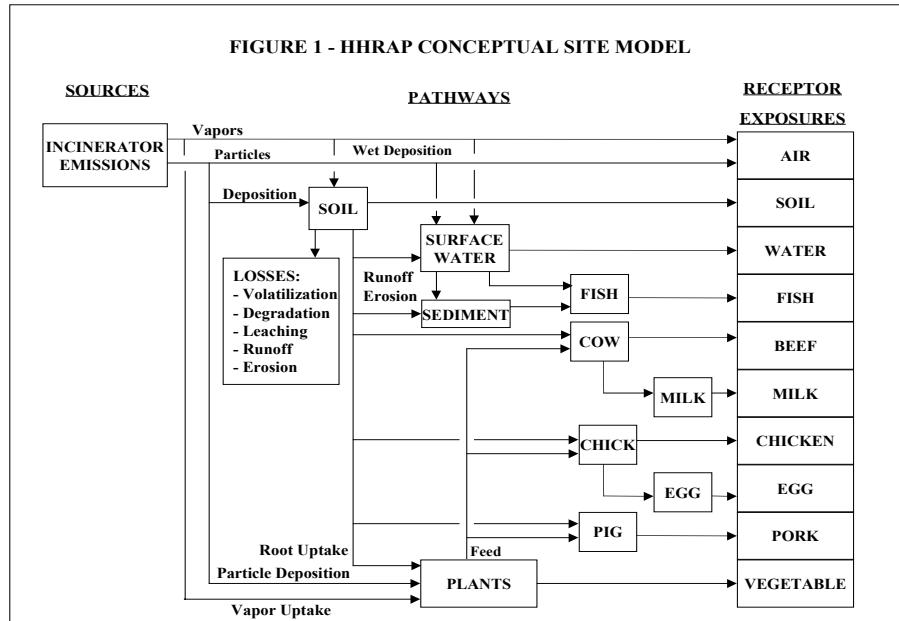 FIGURE 1 - HHRAP CONCEPTUAL SITE MODEL
SOURCES
PATHWAYS
RECEPTOR
EXPOSURES
INCINERATOR
EMISSIONS
Vapors
Particles
Wet Deposition
AIR
Deposition
SOIL
SOIL
SURFACE
WATER
WATER
LOSSES:
- Volatilization
- Degradation
- Leaching
- Runoff
- Erosion
Runoff
Erosion
SEDIMENT
FISH
FISH
COW
BEEF
MILK
MILK
CHICK
CHICKEN
EGG
EGG
PIG
PORK
Root Uptake
Feed
Particle Deposition
PLANTS
VEGETABLE
Vapor Uptake